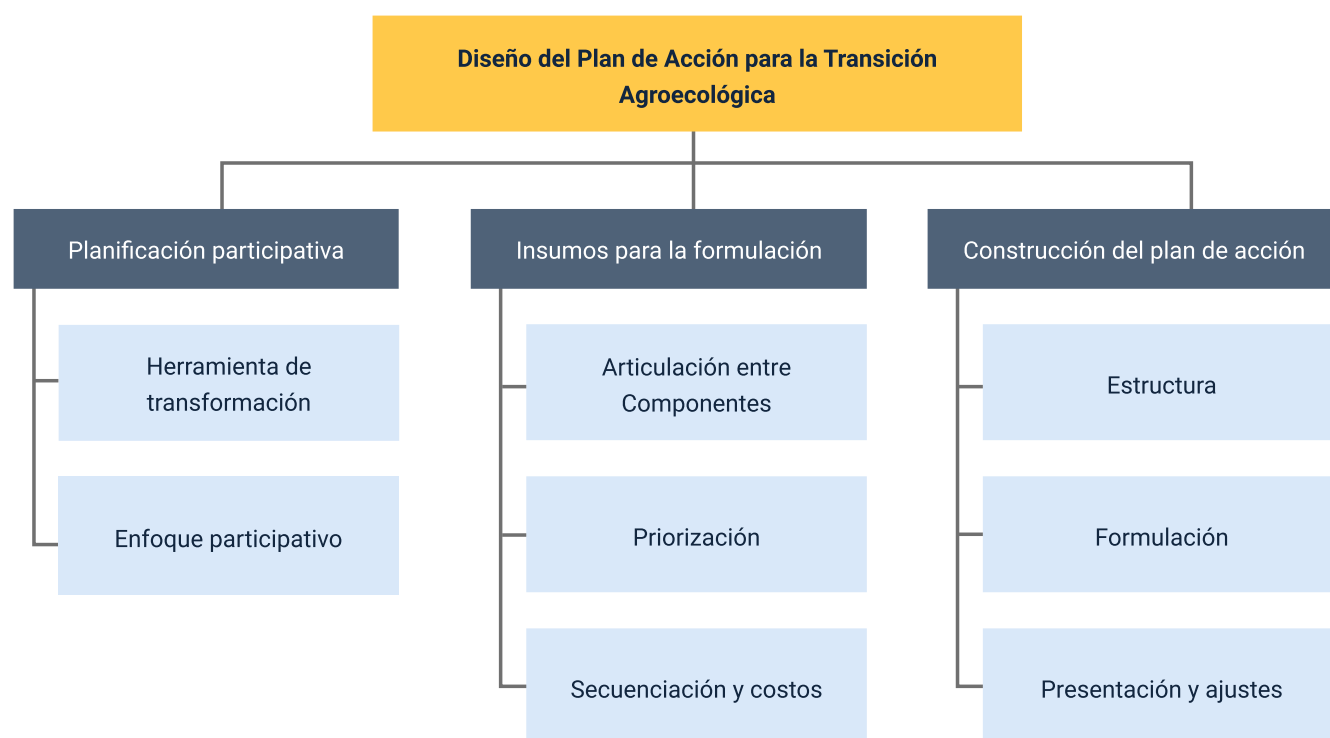 Diseño del Plan de Acción para la Transición
Agroecológica
Planificación participativa
Herramienta de
transformación
Enfoque participativo
Insumos para la formulación
Articulación entre
Componentes
Priorización
Secuenciación y costos
Construcción del plan de acción
Estructura
Formulación
Presentación y ajustes